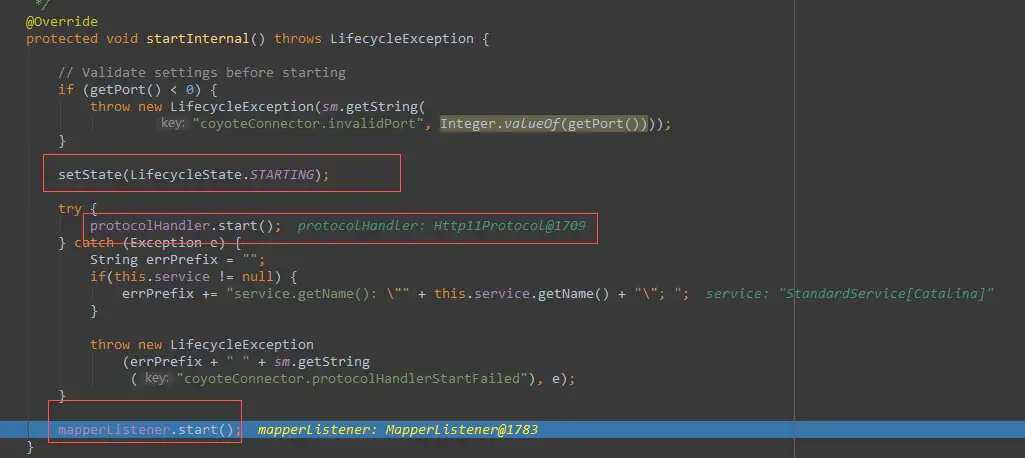 */
@Override
protected void startInternal() throws LifecycleException {
// Validate settings before starting
if (getPort() < 0) {
throw new LifecycleException(sm.getString(
key: "coyoteConnector.invalidPort", Integer.valueOf(getPort())));
}
setState(LifecycleState.STARTING);
try {
protocolHandler.start();  protocolHandler: Http11Protocol@1709
} catch (Exception e) {
String errPrefix = "";
if(this.service != null) {
errPrefix += "service.getName(): \"" + this.service.getName() + "\"; ";  service: "StandardService[Catalina]"
}
throw new LifecycleException
(errPrefix + " " + sm.getString
( key: "coyoteConnector.protocolHandlerStartFailed"), e);
}
mapperListener.start();  mapperListener: MapperListener@1783
}